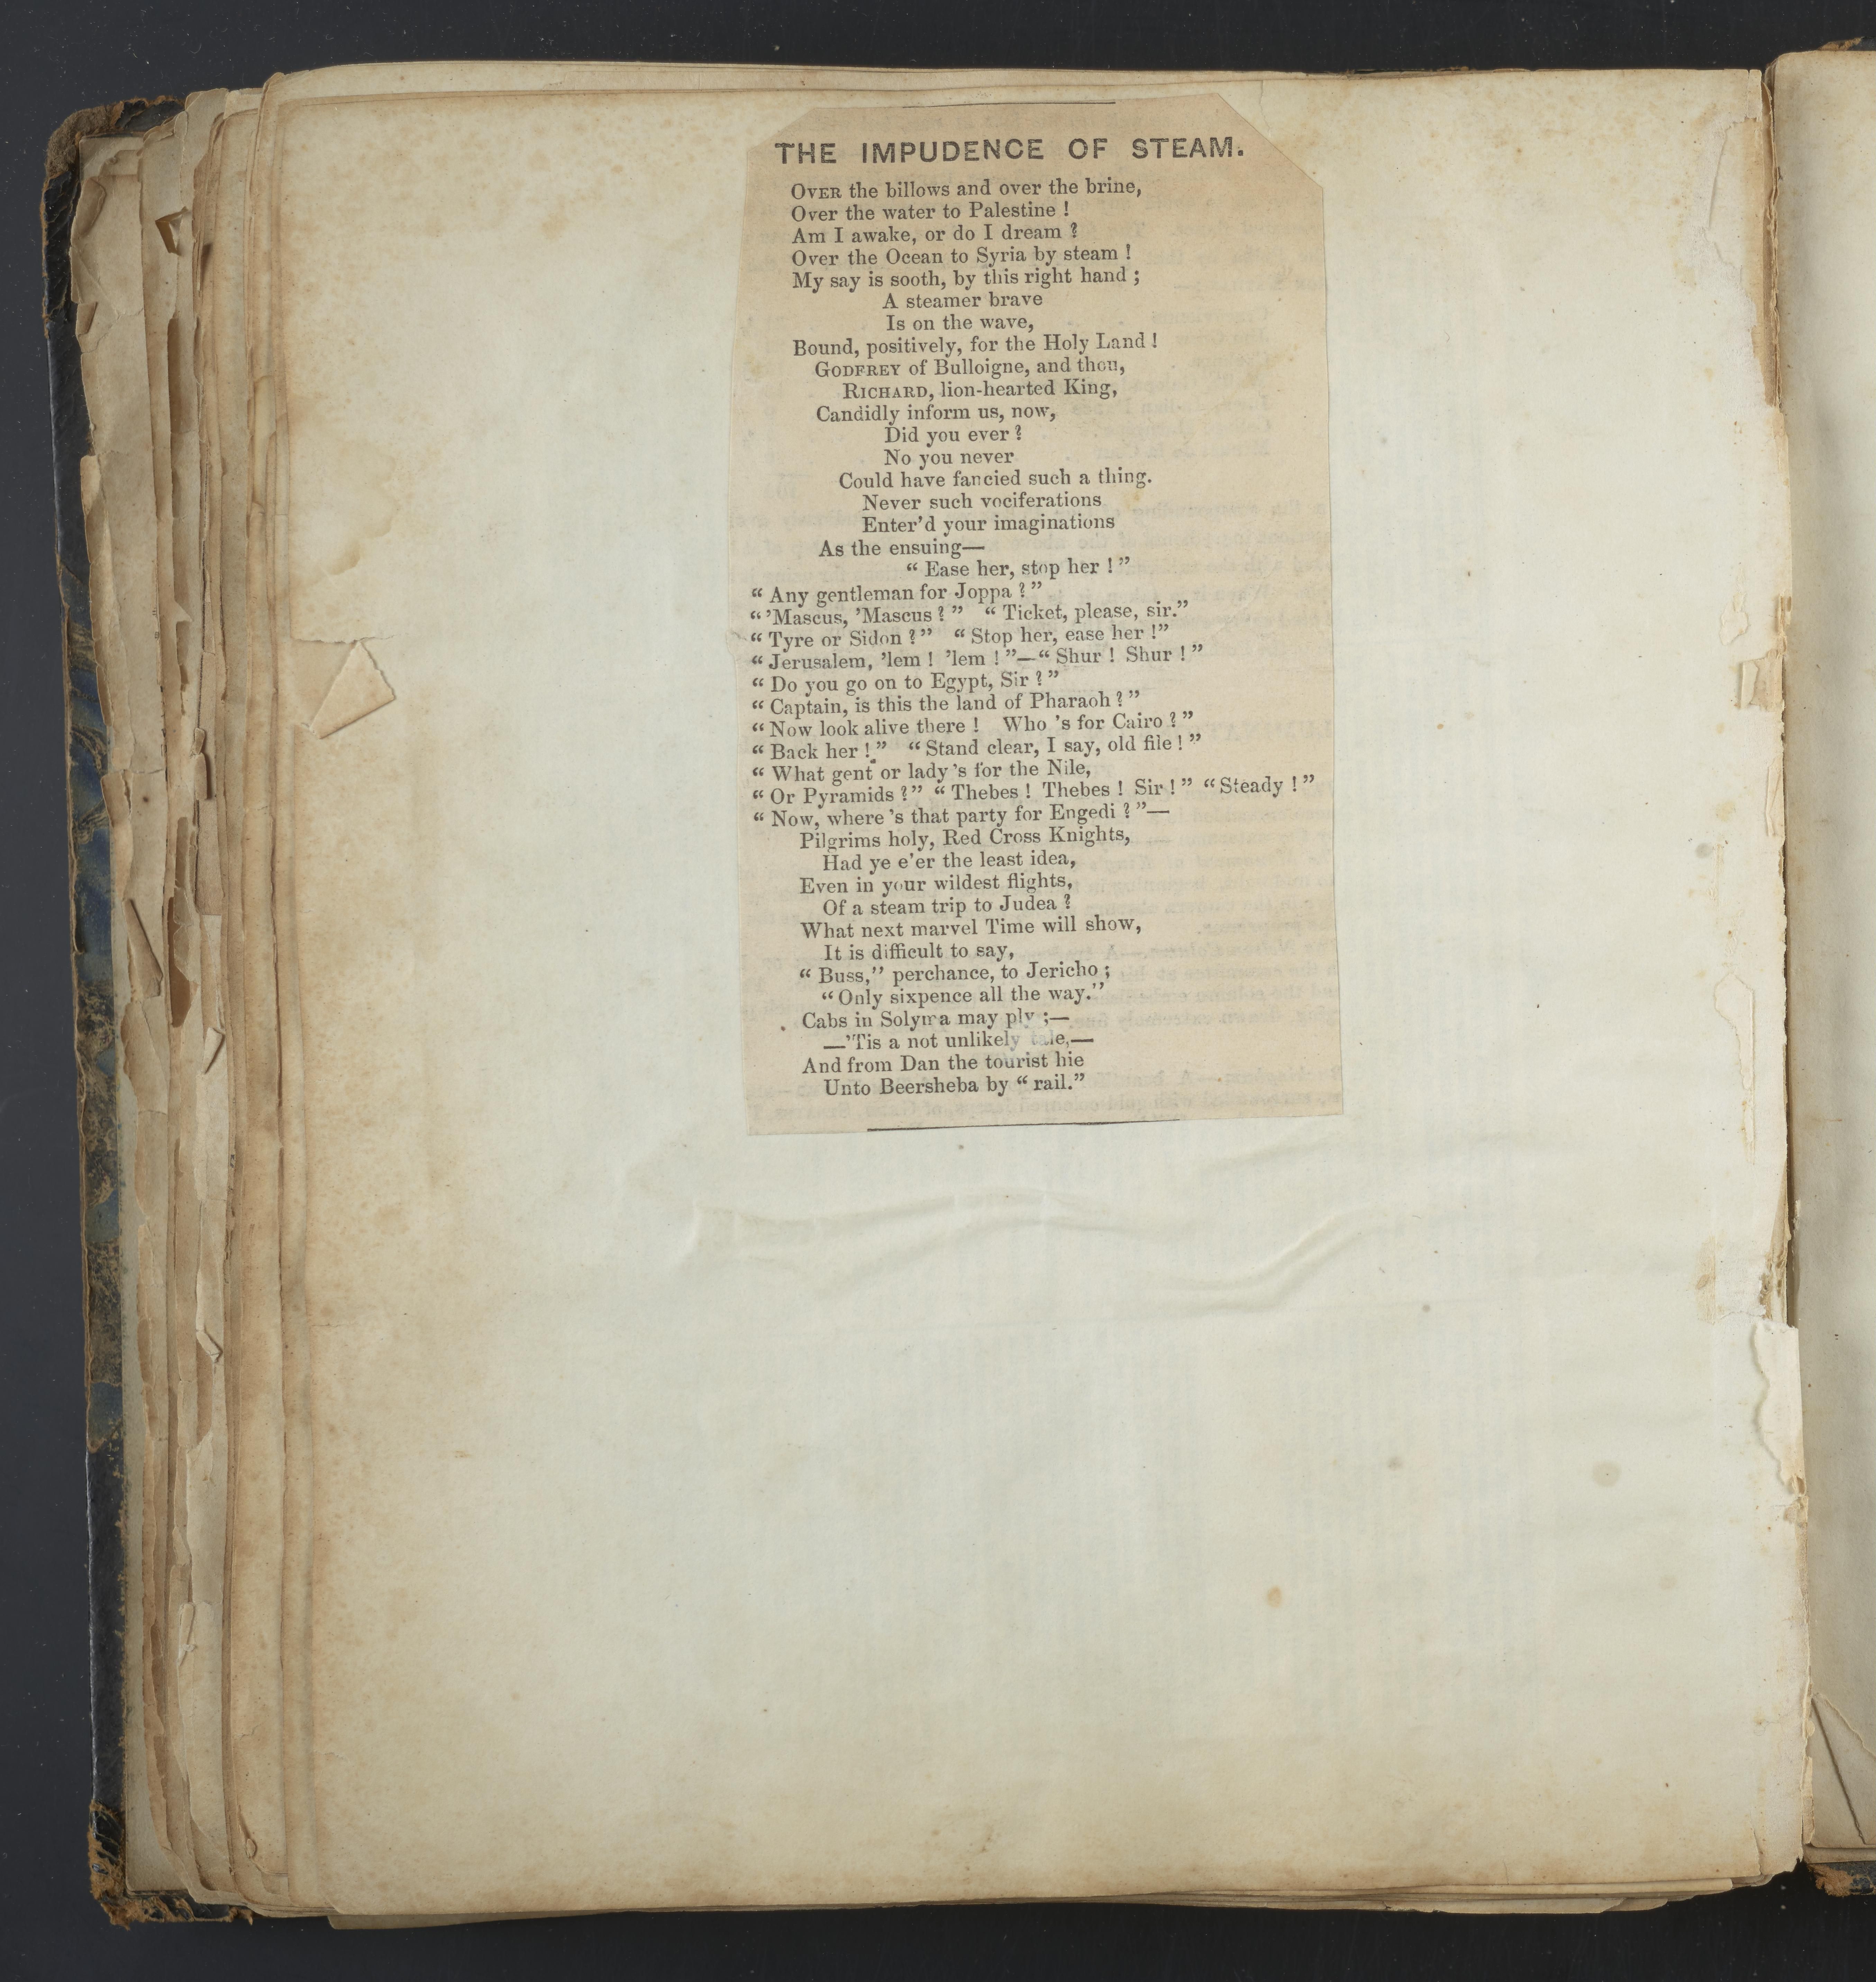 THE IMPUDENCE OF STEAM.
OVER the billows and over the brine,
Over the water to Palestine !
Am I awake, or do I dream ?
Over the Ocean to Syria by steam !
My say is sooth, by this right hand ;
A steamer brave
Is on the wave,
Bound, positively, for the Holy Land !
GODFREY of Bulloigne, and thou,
RICHARD, lion-hearted King,
Candidly inform us, now,
Did you ever ?
No you never
Could have fancied such a thing.
Never such vociferations
Enter'd your imaginations
As the ensuing—
“ Ease her, stop her ! ”
“ Any gentleman for Joppa ? ”
“ 'Mascus, 'Mascus ? ” “ Ticket, please, sir.”
“ Tyre or Sidon ? ” “ Stop her, ease her !”
“ Jerusalem, 'lem ! 'lem ! ”—“ Shur ! Shur ! ”
“ Do you go on to Egypt, Sir ? ”
“ Captain, is this the land of Pharaoh ? ”
“ Now look alive there ! Who 's for Cairo ? ”
“ Back her ! ” “ Stand clear, I say, old file ! ”
“ What gent or lady 's for the Nile,
“ Or Pyramids ? ” “ Thebes ! Thebes ! Sir ! ” “ Steady ! ”
“ Now, where 's that party for Engedi ? ”—
Pilgrims holy, Red Cross Knights,
Had ye e'er the least idea,
Even in your wildest flights,
Of a steam trip to Judea ?
What next marvel Time will show,
It is difficult to say,
“ Buss,” perchance, to Jericho ;
“ Only sixpence all the way.”
Cabs in Solyma may ply ;—
—'Tis a not unlikely tale,—
And from Dan the tourist hie
Unto Beersheba by “ rail.”